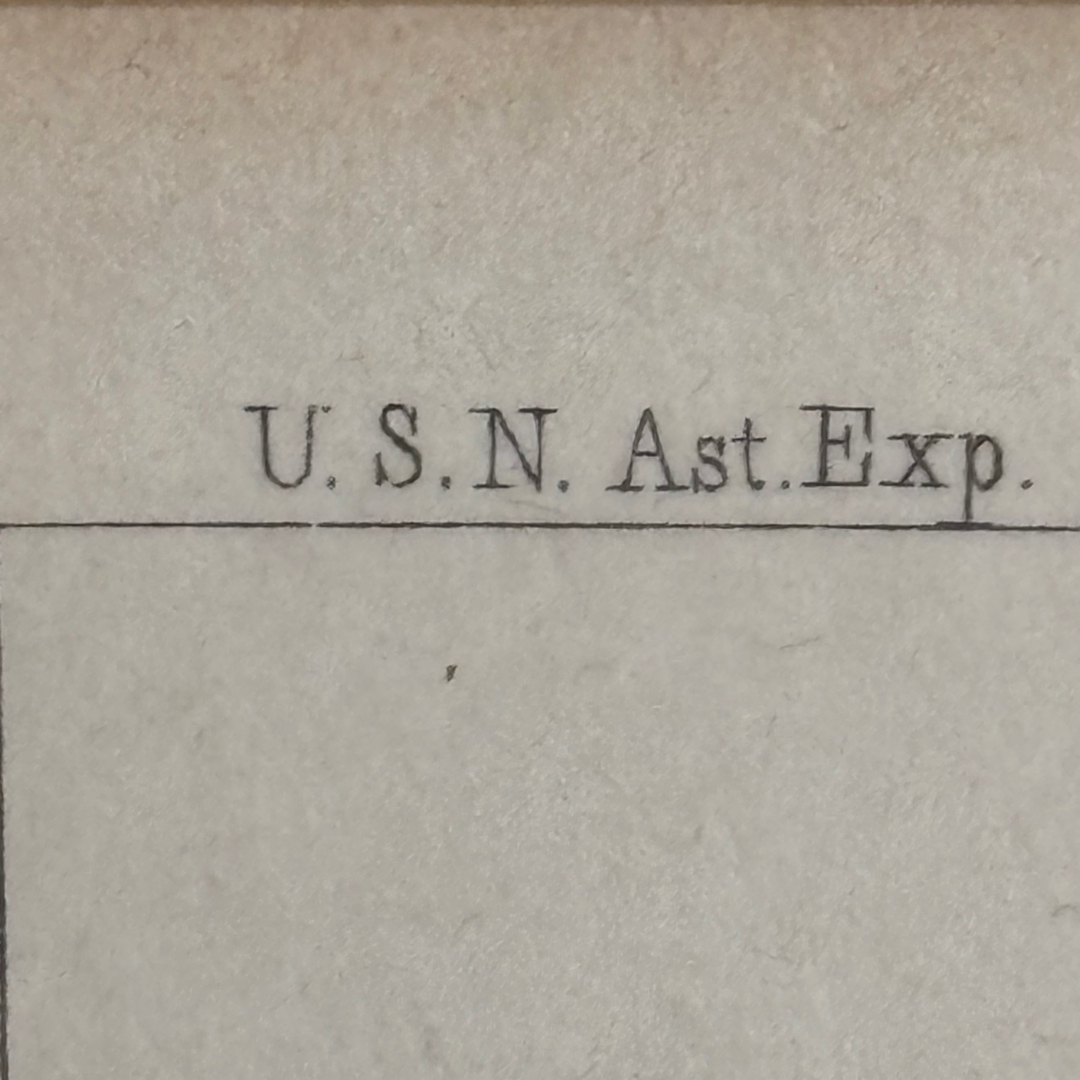 U. S. N. Ast. Exp.